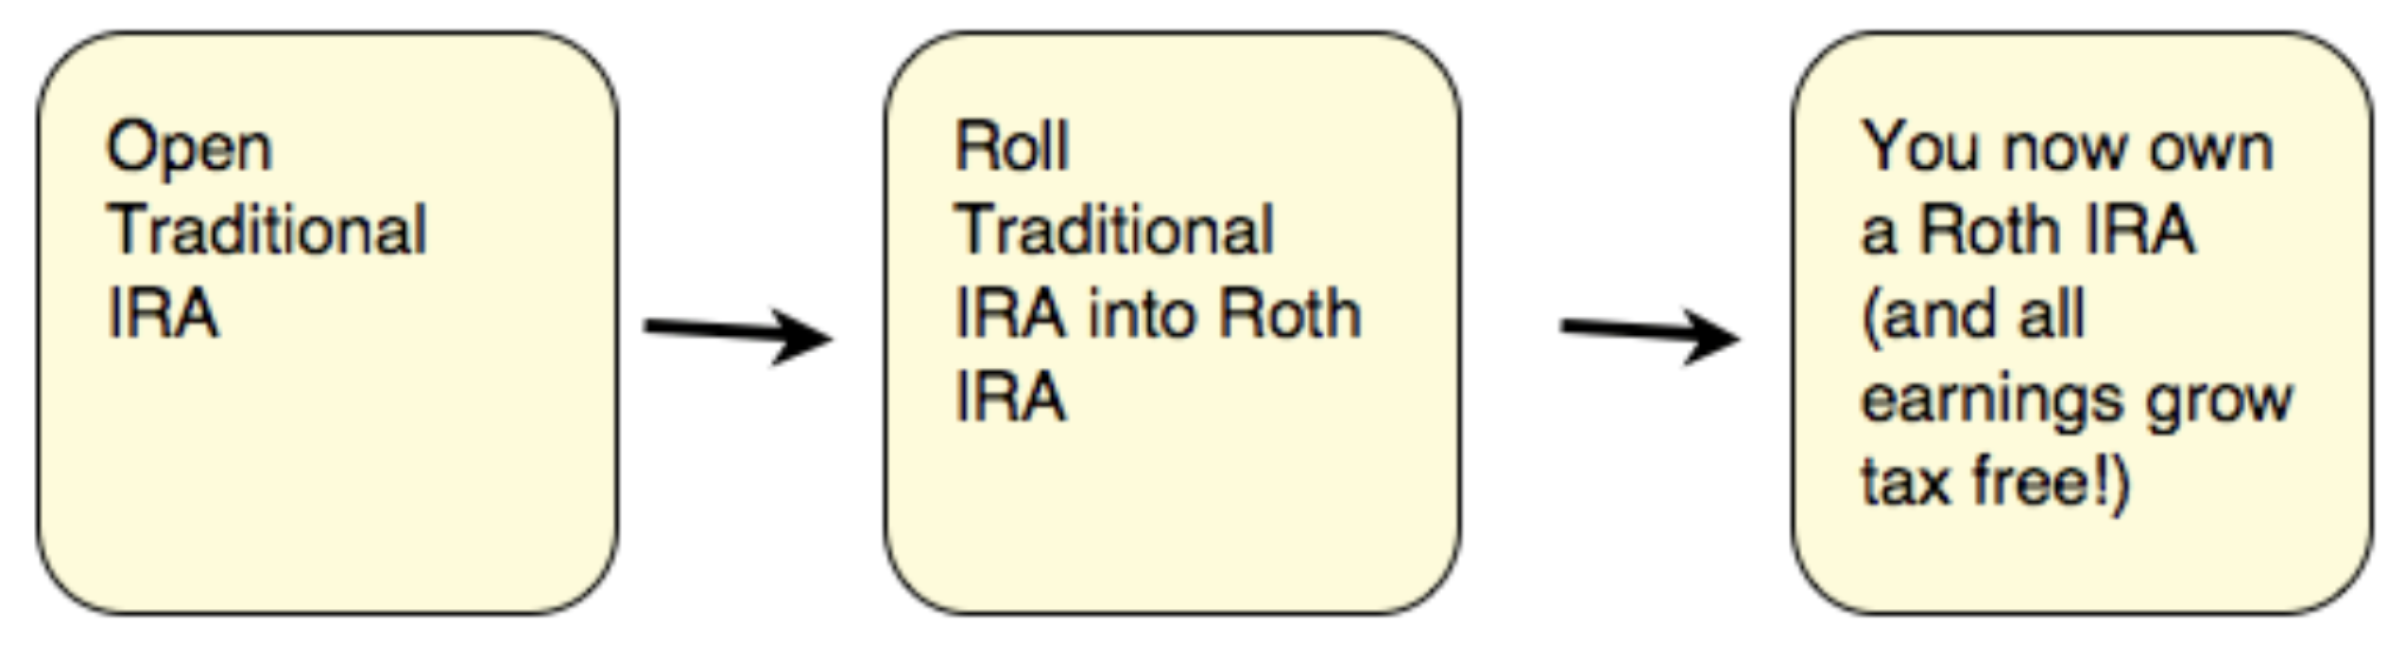 Open
Traditional
IRA
Roll
Traditional
IRA into Roth
IRA
You now own
a Roth IRA
(and all
earnings grow
tax free!)